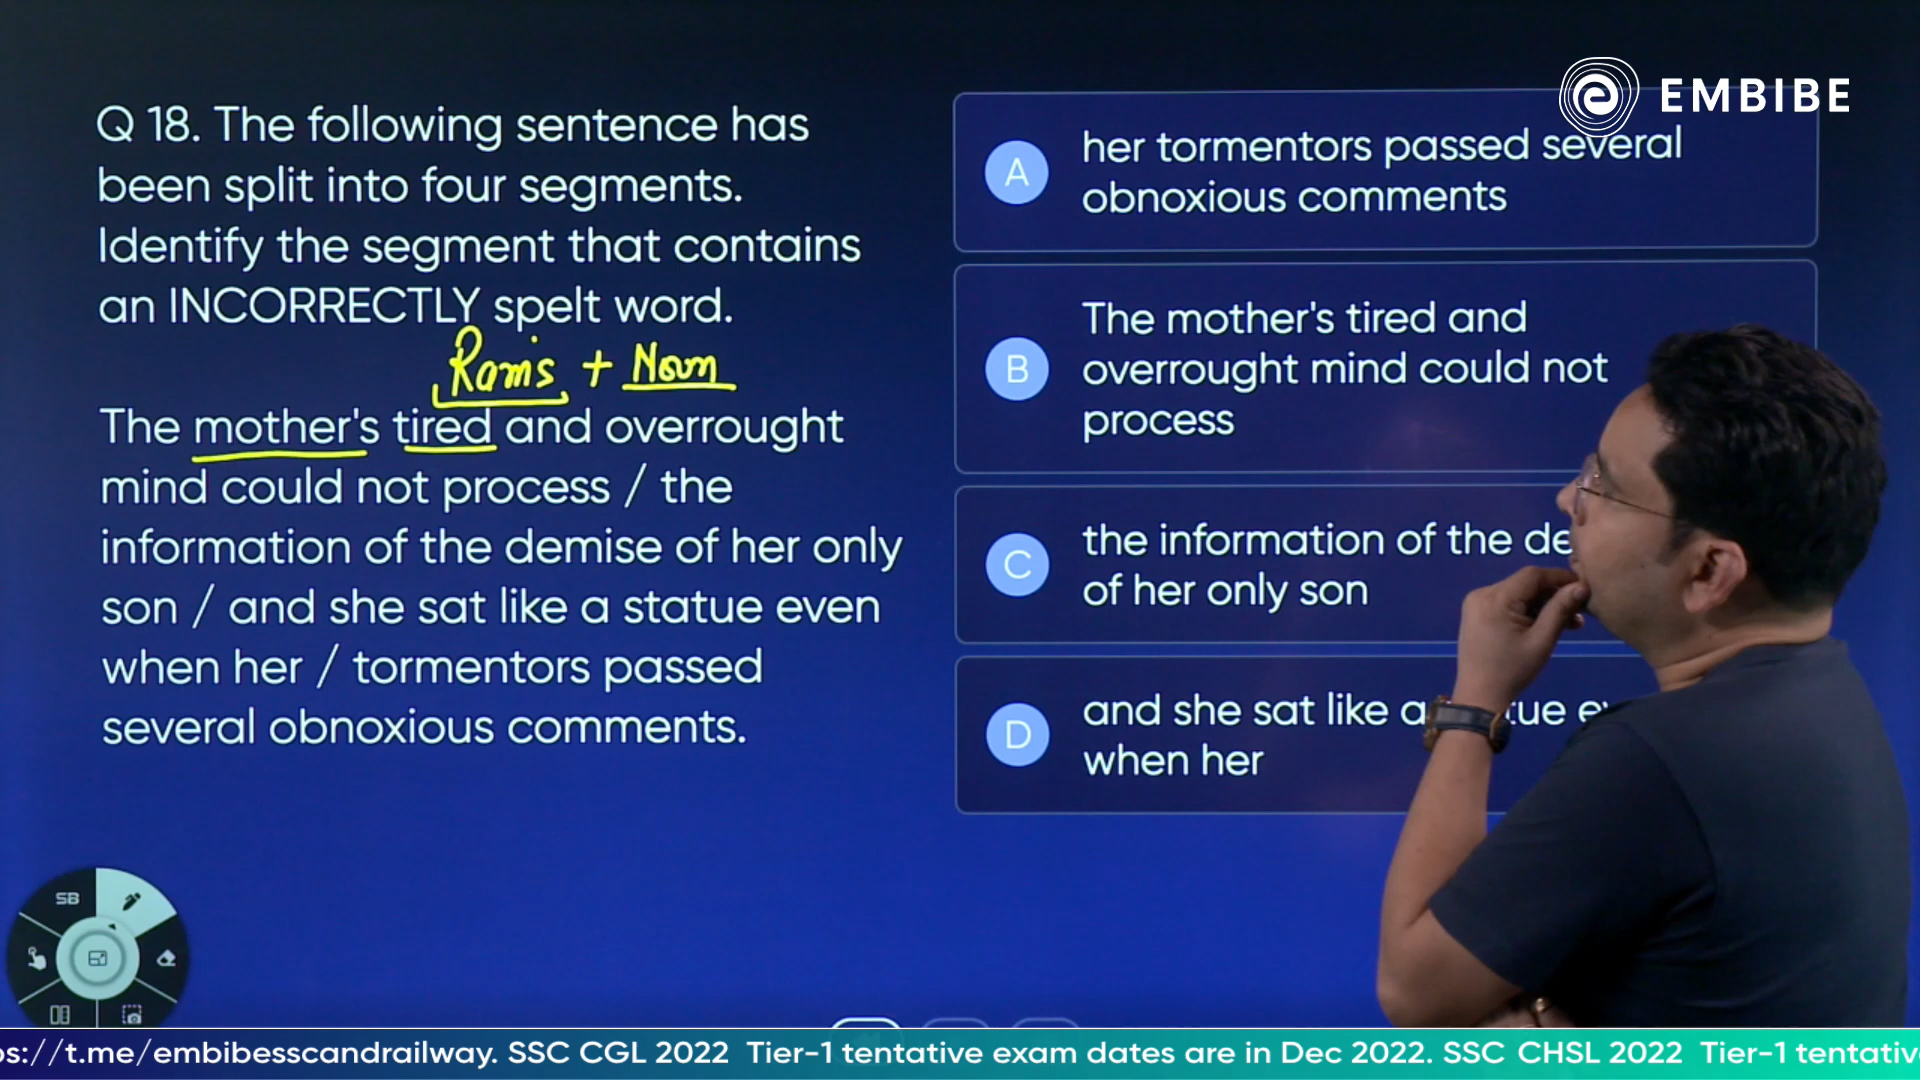 EMBIBE
Q 18. The following sentence has
been split into four segments.
Identify the segment that contains
an INCORRECTLY spelt word.
Ram's + Noun
The mother's tired and overrought
mind could not process / the
information of the demise of her only
son / and she sat like a statue even
when her / tormentors passed
several obnoxious comments.
A
her tormentors passed several
obnoxious comments
B
The mother's tired and
overrought mind could not
process
C
the information of the de
of her only son
D
and she sat like a tue ev
when her
SB
os://t.me/embibesscandrailway. SSC CGL 2022 Tier-1 tentative exam dates are in Dec 2022. SSC CHSL 2022 Tier-1 tentativ